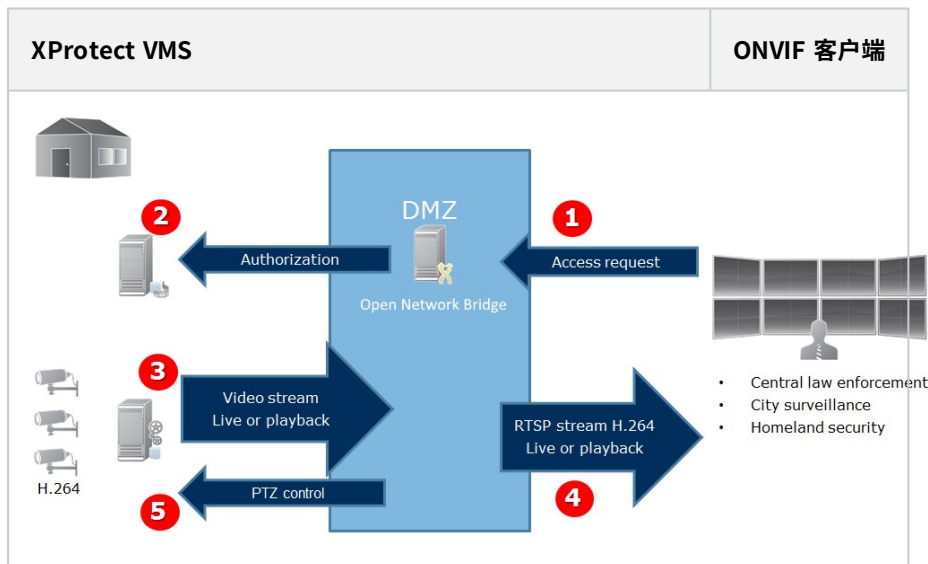 XProtect VMS
ONVIF 客户端
DMZ
2
1
Authorization
Access request
Open Network Bridge
3
Video stream
Live or playback
RTSP stream H.264
Live or playback
• Central law enforcement
• City surveillance
• Homeland security
H.264
PTZ control
5
4